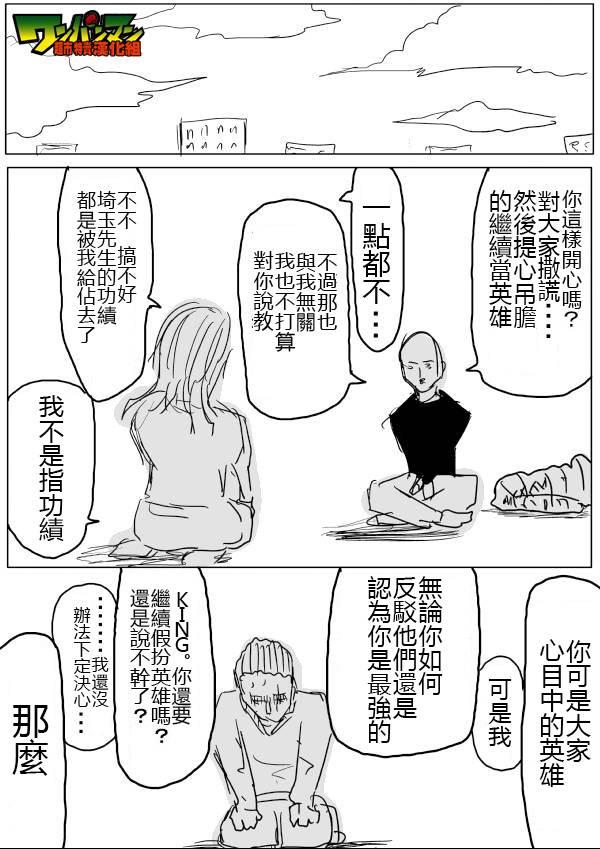 ワンパンマン
超市特賣漢化組
你這樣開心嗎？
對大家撒謊‥‥
然後提心吊膽
的繼續當英雄
一點都不‥‥
不過那也
與我無關
我也不打算
對你說教
不不　搞不好
埼玉先生的功績
都是被我給佔去了
我不是指功績
你可是大家
心目中的英雄
可是我
無論你如何
反駁他們還是
認為你是最強的
KING。你還要
繼續假扮英雄嗎？
還是說不幹了？
‥‥‥我還沒
辦法下定決心‥‥
那麼